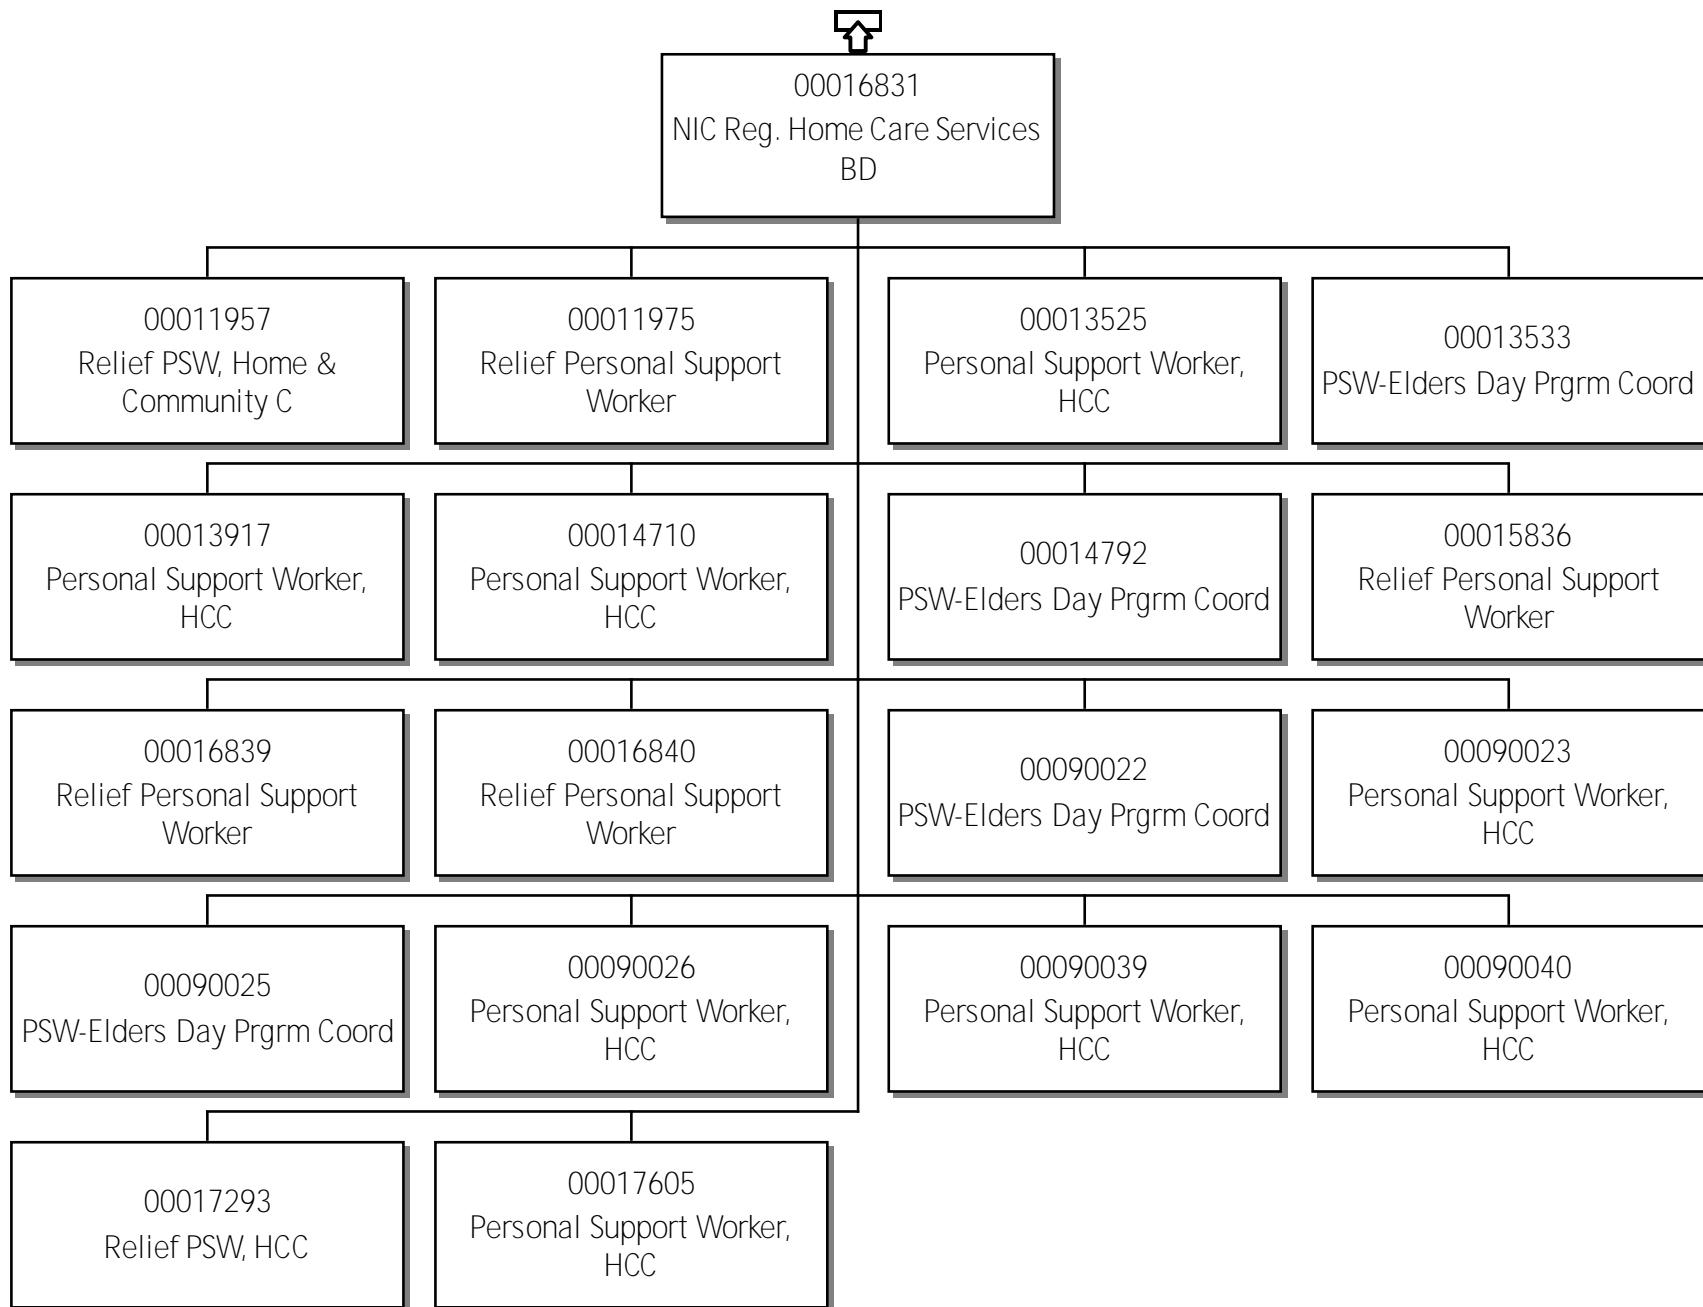 00016831
NIC Reg. Home Care Services
BD
00011957
Relief PSW, Home &
Community C
00011975
Relief Personal Support
Worker
00013525
Personal Support Worker,
HCC
00013533
PSW-Elders Day Prgrm Coord
00013917
Personal Support Worker,
HCC
00014710
Personal Support Worker,
HCC
00014792
PSW-Elders Day Prgrm Coord
00015836
Relief Personal Support
Worker
00016839
Relief Personal Support
Worker
00016840
Relief Personal Support
Worker
00090022
PSW-Elders Day Prgrm Coord
00090023
Personal Support Worker,
HCC
00090025
PSW-Elders Day Prgrm Coord
00090026
Personal Support Worker,
HCC
00090039
Personal Support Worker,
HCC
00090040
Personal Support Worker,
HCC
00017293
Relief PSW, HCC
00017605
Personal Support Worker,
HCC